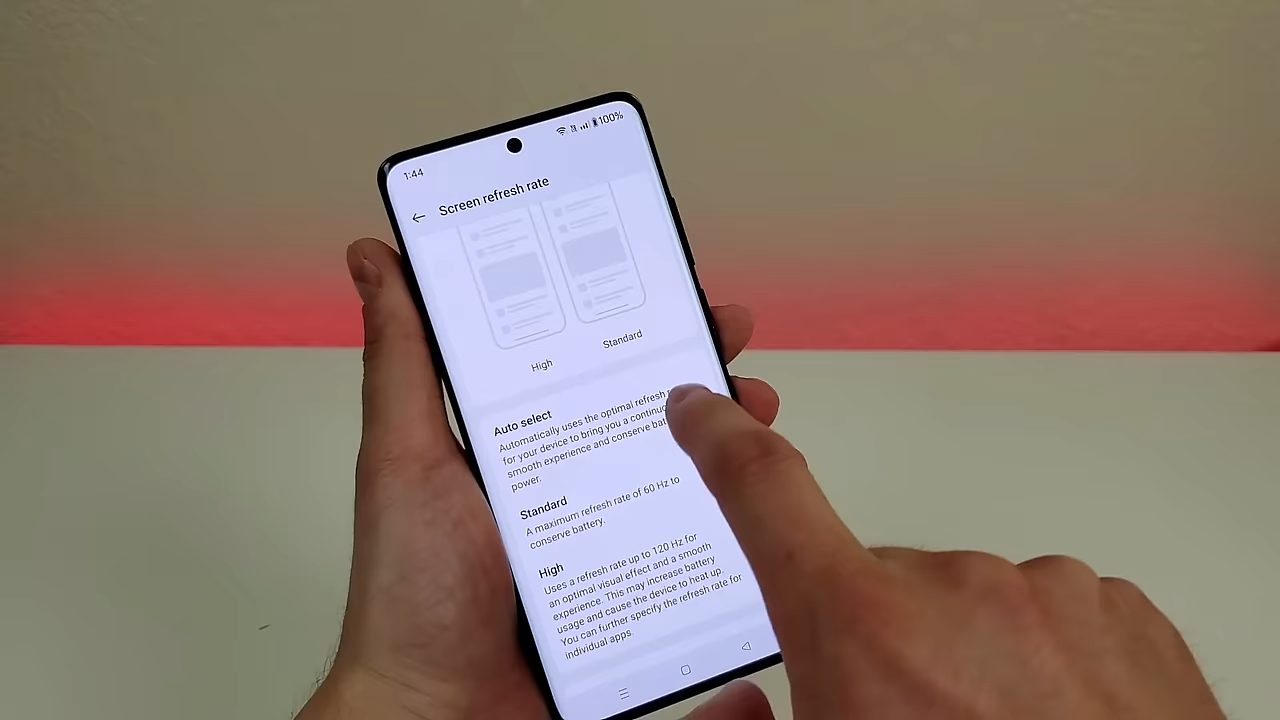 1:44
100%
Screen refresh rate
High
Standard
Auto select
Automatically uses the optimal refresh
for your device to bring you a
smooth experience and conserve
power.
Standard
A maximum refresh rate of 60 Hz to
conserve battery.
High
Uses a refresh rate up to 120 Hz for
an optimal visual effect and a smooth
experience. This may increase battery
usage and cause the device to heat up.
You can further specify the refresh rate for
individual apps.